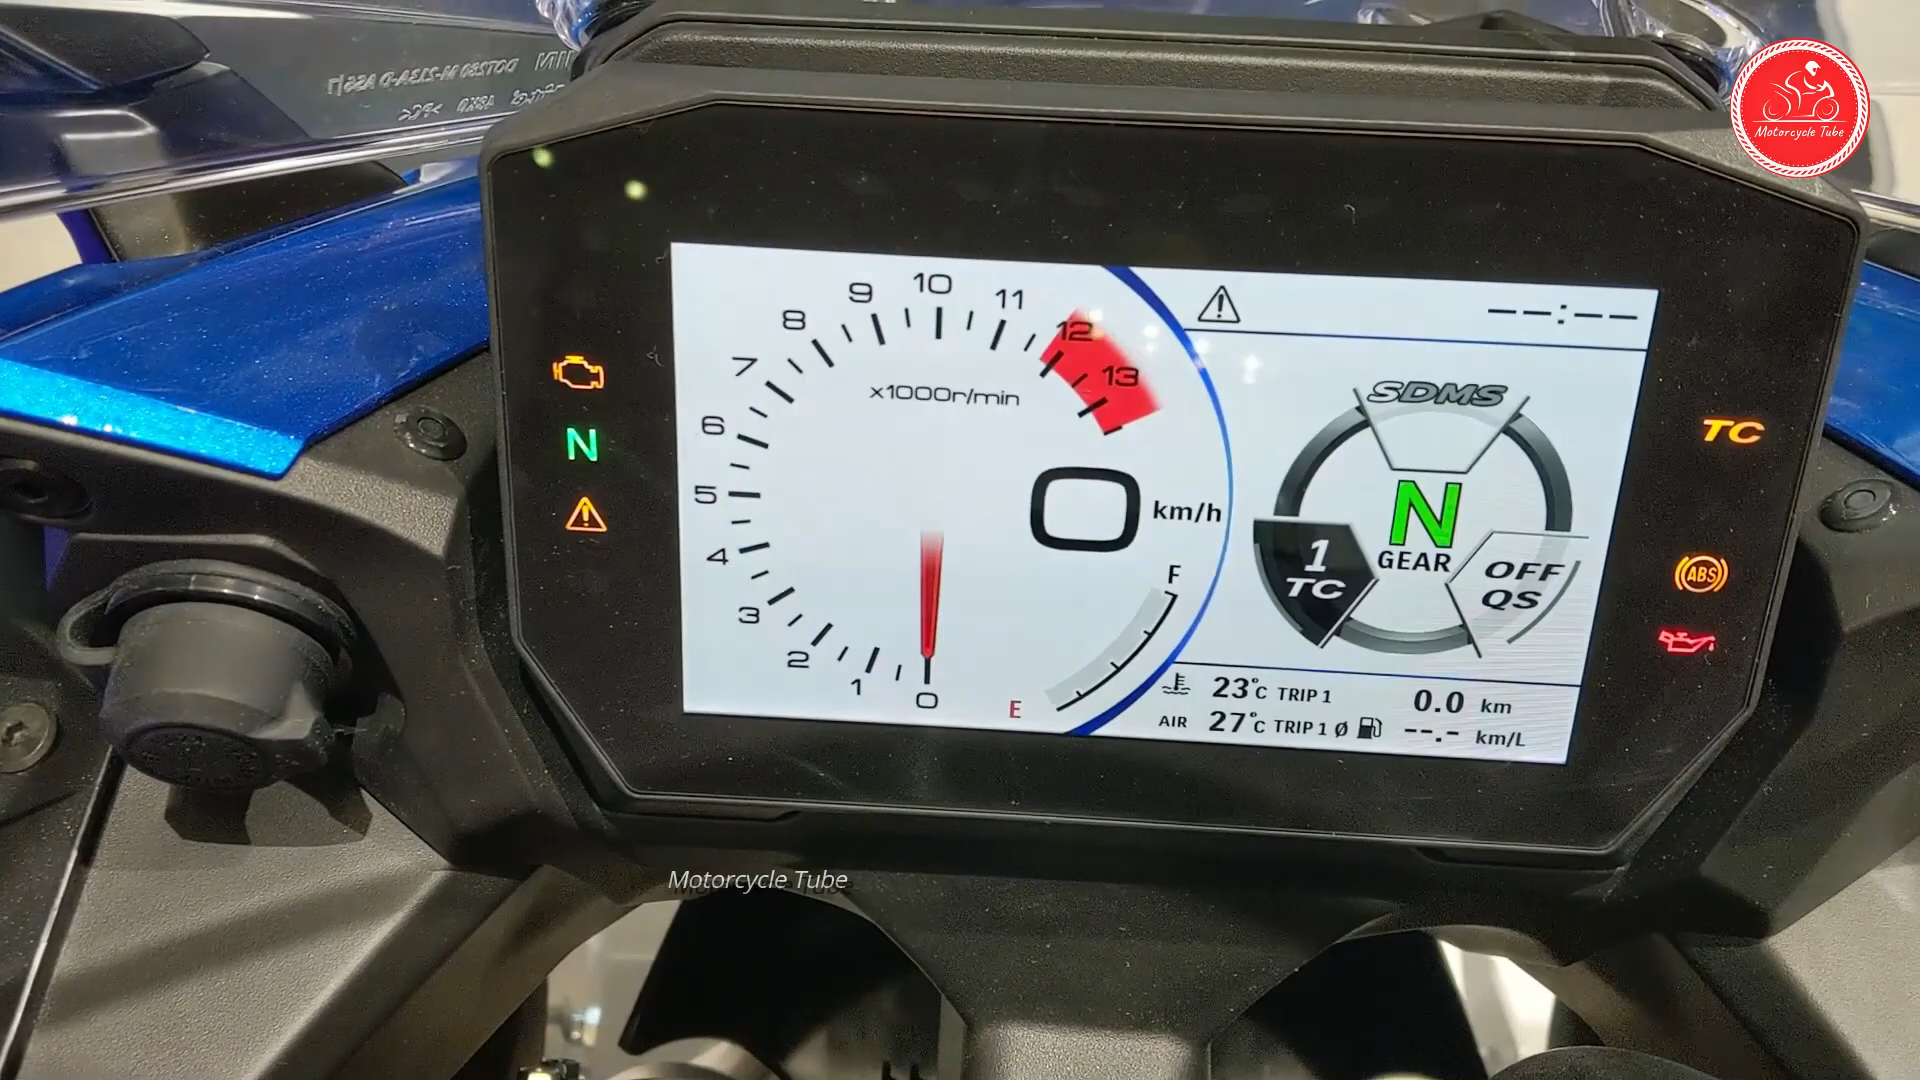 Motorcycle Tube
10
9
11
8
12
7
13
6
5
4
3
2
1
0
x1000r/min
0 km/h
F
E
--:--
SDMS
N
GEAR
1
TC
OFF
QS
23°C TRIP 1 0.0 km
AIR 27°C TRIP 1 Ø --.- km/L
N
TC
ABS
Motorcycle Tube